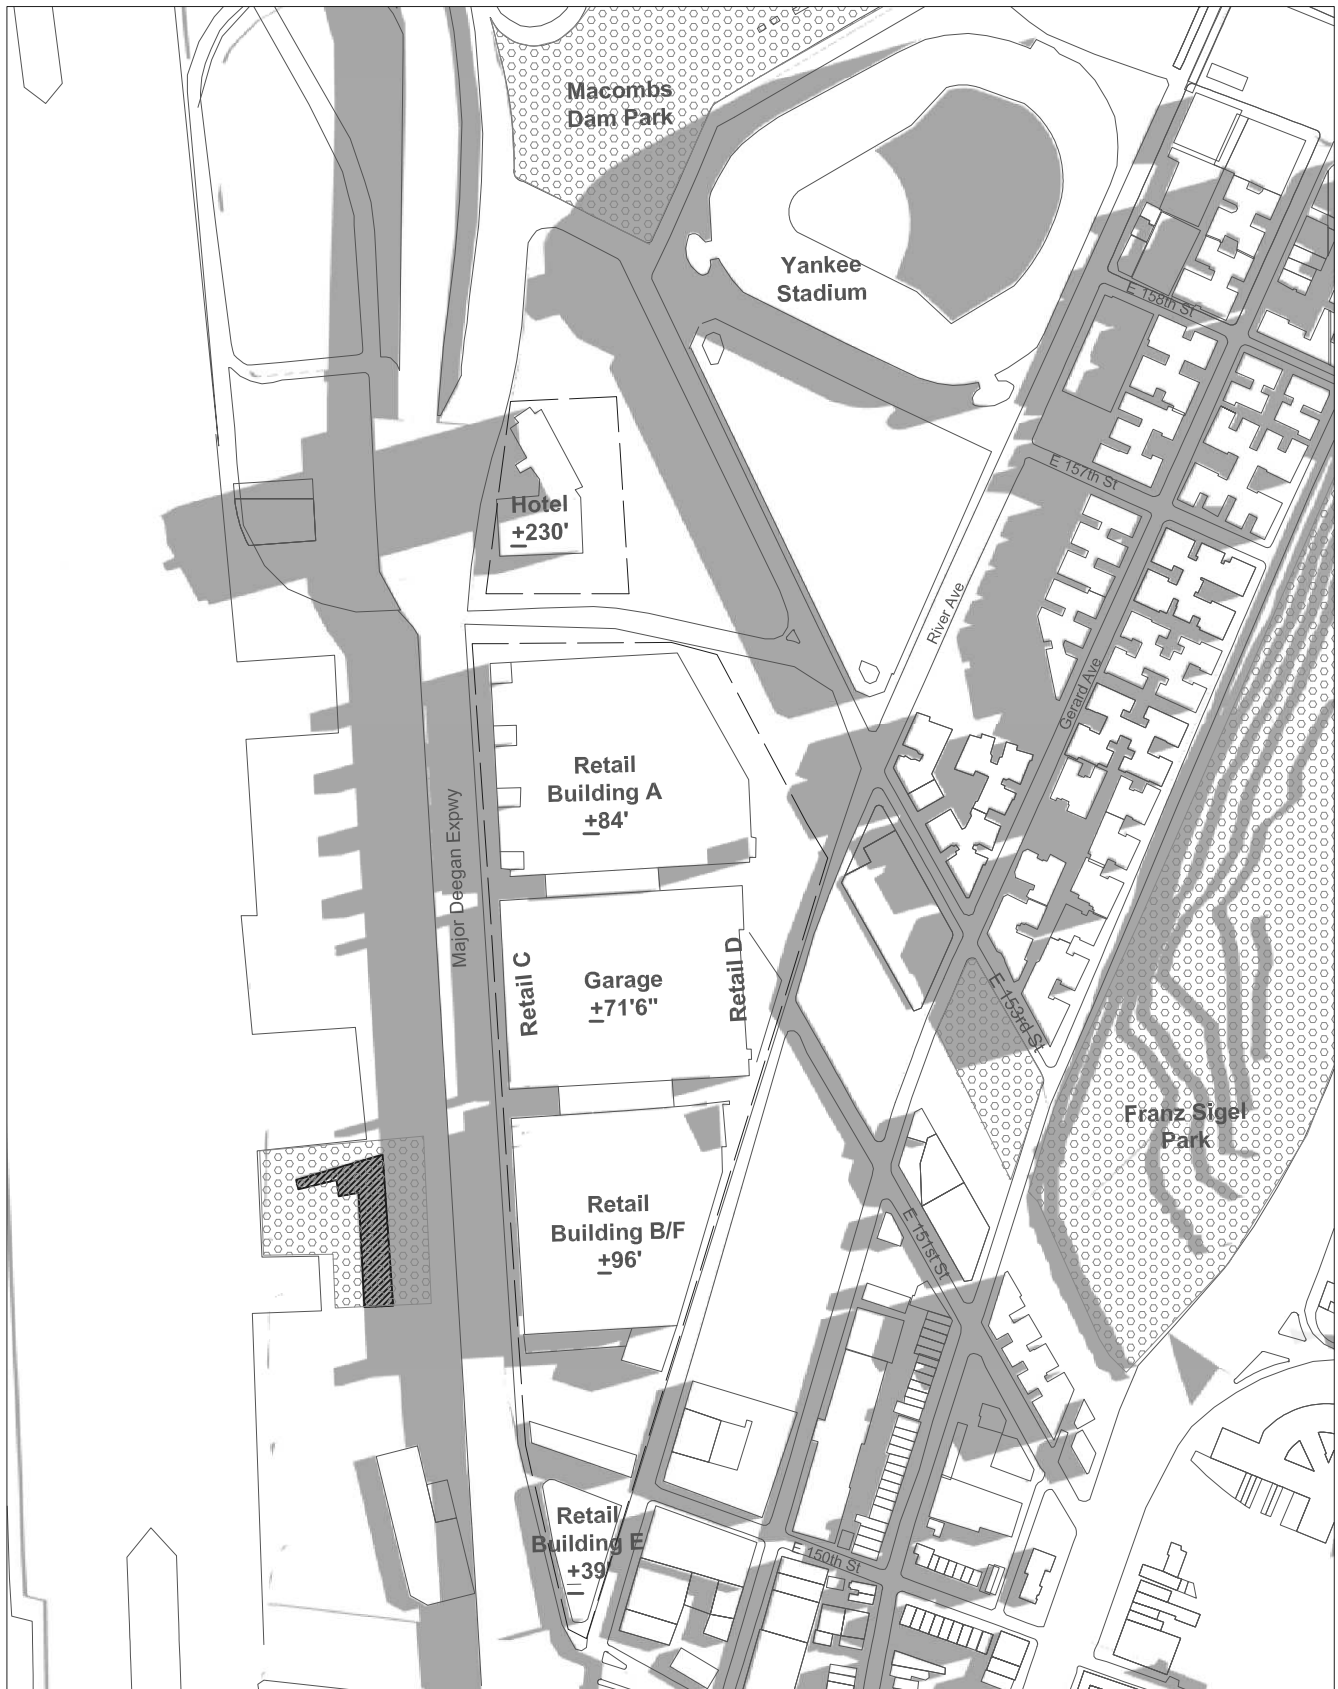 Macombs
Dam Park
Yankee
Stadium
E 158th St
E 157th St
Hotel
+230'
River Ave
Gerard Ave
Retail
Building A
+84'
Major Deegan Expwy
Retail C
Garage
+71'6"
Retail D
E 153rd St
Franz Sigel
Park
Retail
Building B/F
+96'
E 151st St
Retail
Building E
+39'
E 150th St